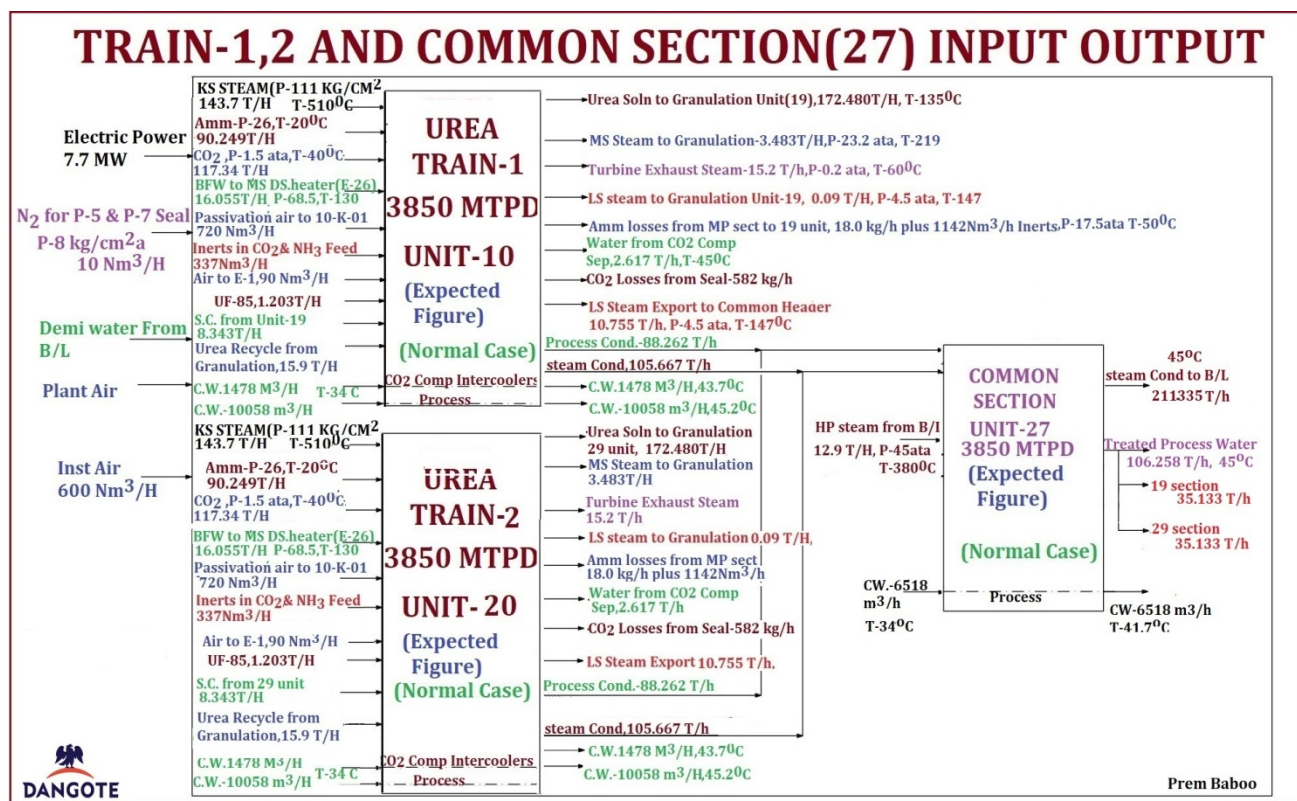 TRAIN-1,2 AND COMMON SECTION(27) INPUT OUTPUT
KS STEAM(P-111 KG/CM²
143.7 T/H T-510⁰C
Amm-P-26,T-20⁰C
90.249T/H
CO₂ ,P-1.5 ata,T-40⁰C
117.34 T/H
BFW to MS DS.heater(E-26)
16.055T/H P-68.5,T-130
Passivation air to 10-K-01
720 Nm³/H
Inerts in CO₂& NH₃ Feed
337Nm³/H
Air to E-1,90 Nm³/H
UF-85,1.203T/H
S.C. from Unit-19
8.343T/H
Urea Recycle from
Granulation,15.9 T/H
C.W.1478 M³/H
T-34 C
C.W.-10058 m³/H
Electric Power
7.7 MW
N₂ for P-5 & P-7 Seal
P-8 kg/cm²a
10 Nm³/H
Demi water From
B/L
Plant Air
Inst Air
600 Nm³/H
UREA
TRAIN-1
3850 MTPD
UNIT-10
(Expected
Figure)
(Normal Case)
CO2 Comp Intercoolers
Process
Urea Soln to Granulation Unit(19),172.480T/H, T-135⁰C
MS Steam to Granulation-3.483T/H,P-23.2 ata, T-219
Turbine Exhaust Steam-15.2 T/h,P-0.2 ata, T-60⁰C
LS steam to Granulation Unit-19, 0.09 T/H, P-4.5 ata, T-147
Amm losses from MP sect to 19 unit, 18.0 kg/h plus 1142Nm³/h Inerts,P-17.5ata T-50⁰C
Water from CO2 Comp
Sep,2.617 T/h,T-45⁰C
CO₂ Losses from Seal-582 kg/h
LS Steam Export to Common Header
10.755 T/h, P-4.5 ata, T-147⁰C
Process Cond.-88.262 T/h
steam Cond,105.667 T/h
C.W.1478 M³/H,43.7⁰C
C.W.-10058 m³/H,45.2⁰C
KS STEAM(P-111 KG/CM²
143.7 T/H T-510⁰C
Amm-P-26,T-20⁰C
90.249T/H
CO₂ ,P-1.5 ata,T-40⁰C
117.34 T/H
BFW to MS DS.heater(E-26)
16.055T/H P-68.5,T-130
Passivation air to 10-K-01
720 Nm³/H
Inerts in CO₂& NH₃ Feed
337Nm³/H
Air to E-1,90 Nm³/H
UF-85,1.203T/H
S.C. from 29 unit
8.343T/H
Urea Recycle from
Granulation,15.9 T/H
C.W.1478 M³/H
T-34 C
C.W.-10058 m³/H
UREA
TRAIN-2
3850 MTPD
UNIT-20
(Expected
Figure)
(Normal Case)
CO2 Comp Intercoolers
Process
Urea Soln to Granulation
29 unit, 172.480T/H
MS Steam to Granulation
3.483T/H
Turbine Exhaust Steam
15.2 T/h
LS steam to Granulation 0.09 T/H,
Amm losses from MP sect
18.0 kg/h plus 1142Nm³/h
Water from CO2 Comp
Sep,2.617 T/h
CO₂ Losses from Seal-582 kg/h
LS Steam Export 10.755 T/h,
Process Cond.-88.262 T/h
steam Cond,105.667 T/h
C.W.1478 M³/H,43.7⁰C
C.W.-10058 m³/H,45.2⁰C
HP steam from B/I
12.9 T/H, P-45ata
T-380⁰C
CW.-6518
m³/h
T-34⁰C
COMMON
SECTION
UNIT-27
3850 MTPD
(Expected
Figure)
(Normal Case)
Process
45⁰C
steam Cond to B/L
211335 T/h
Treated Process Water
106.258 T/h, 45⁰C
19 section
35.133 T/h
29 section
35.133 T/h
CW-6518 m³/h
T-41.7⁰C
DANGOTE
Prem Baboo